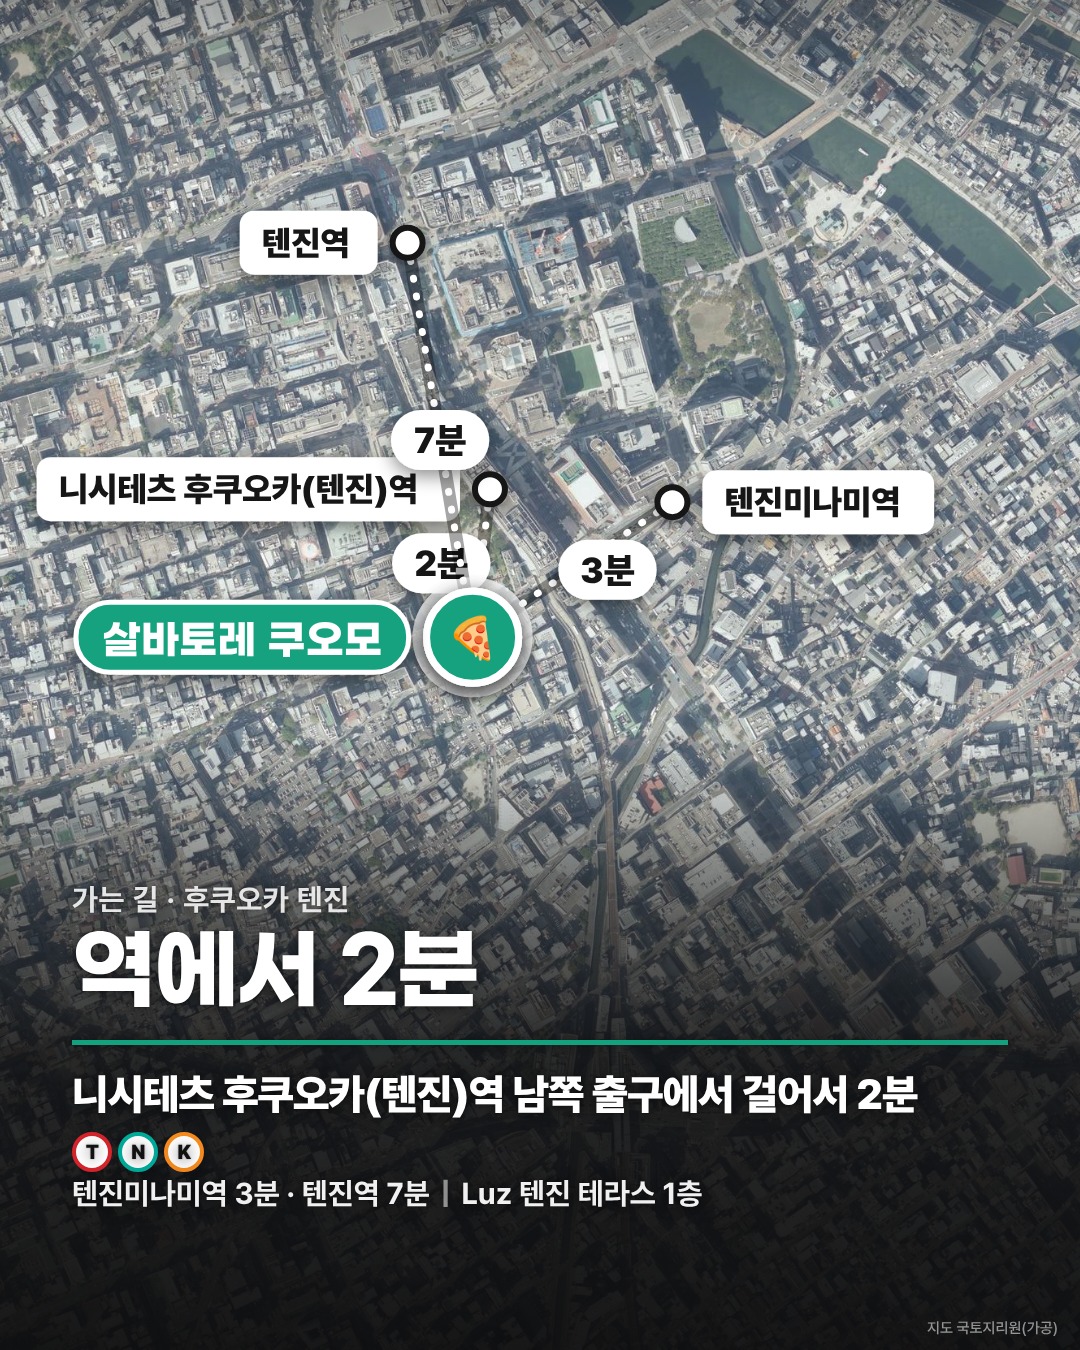 텐진역
7분
니시테츠 후쿠오카(텐진)역
텐진미나미역
2분
3분
살바토레 쿠오모
가는 길 · 후쿠오카 텐진
역에서 2분
니시테츠 후쿠오카(텐진)역 남쪽 출구에서 걸어서 2분
T N K
텐진미나미역 3분 · 텐진역 7분 | Luz 텐진 테라스 1층
지도 국토지리원(가공)